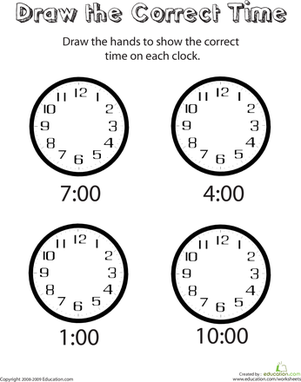 Draw the Correct Time
Draw the hands to show the correct
time on each clock.
11 12 1
10 2
9 3
8 4
7 6 5
11 12 1
10 2
9 3
8 4
7 6 5
7:00 4:00
11 12 1
10 2
9 3
8 4
7 6 5
11 12 1
10 2
9 3
8 4
7 6 5
1:00 10:00
Copyright 2008-2009 Education.com
Created by:
education.com
www.education.com/worksheets